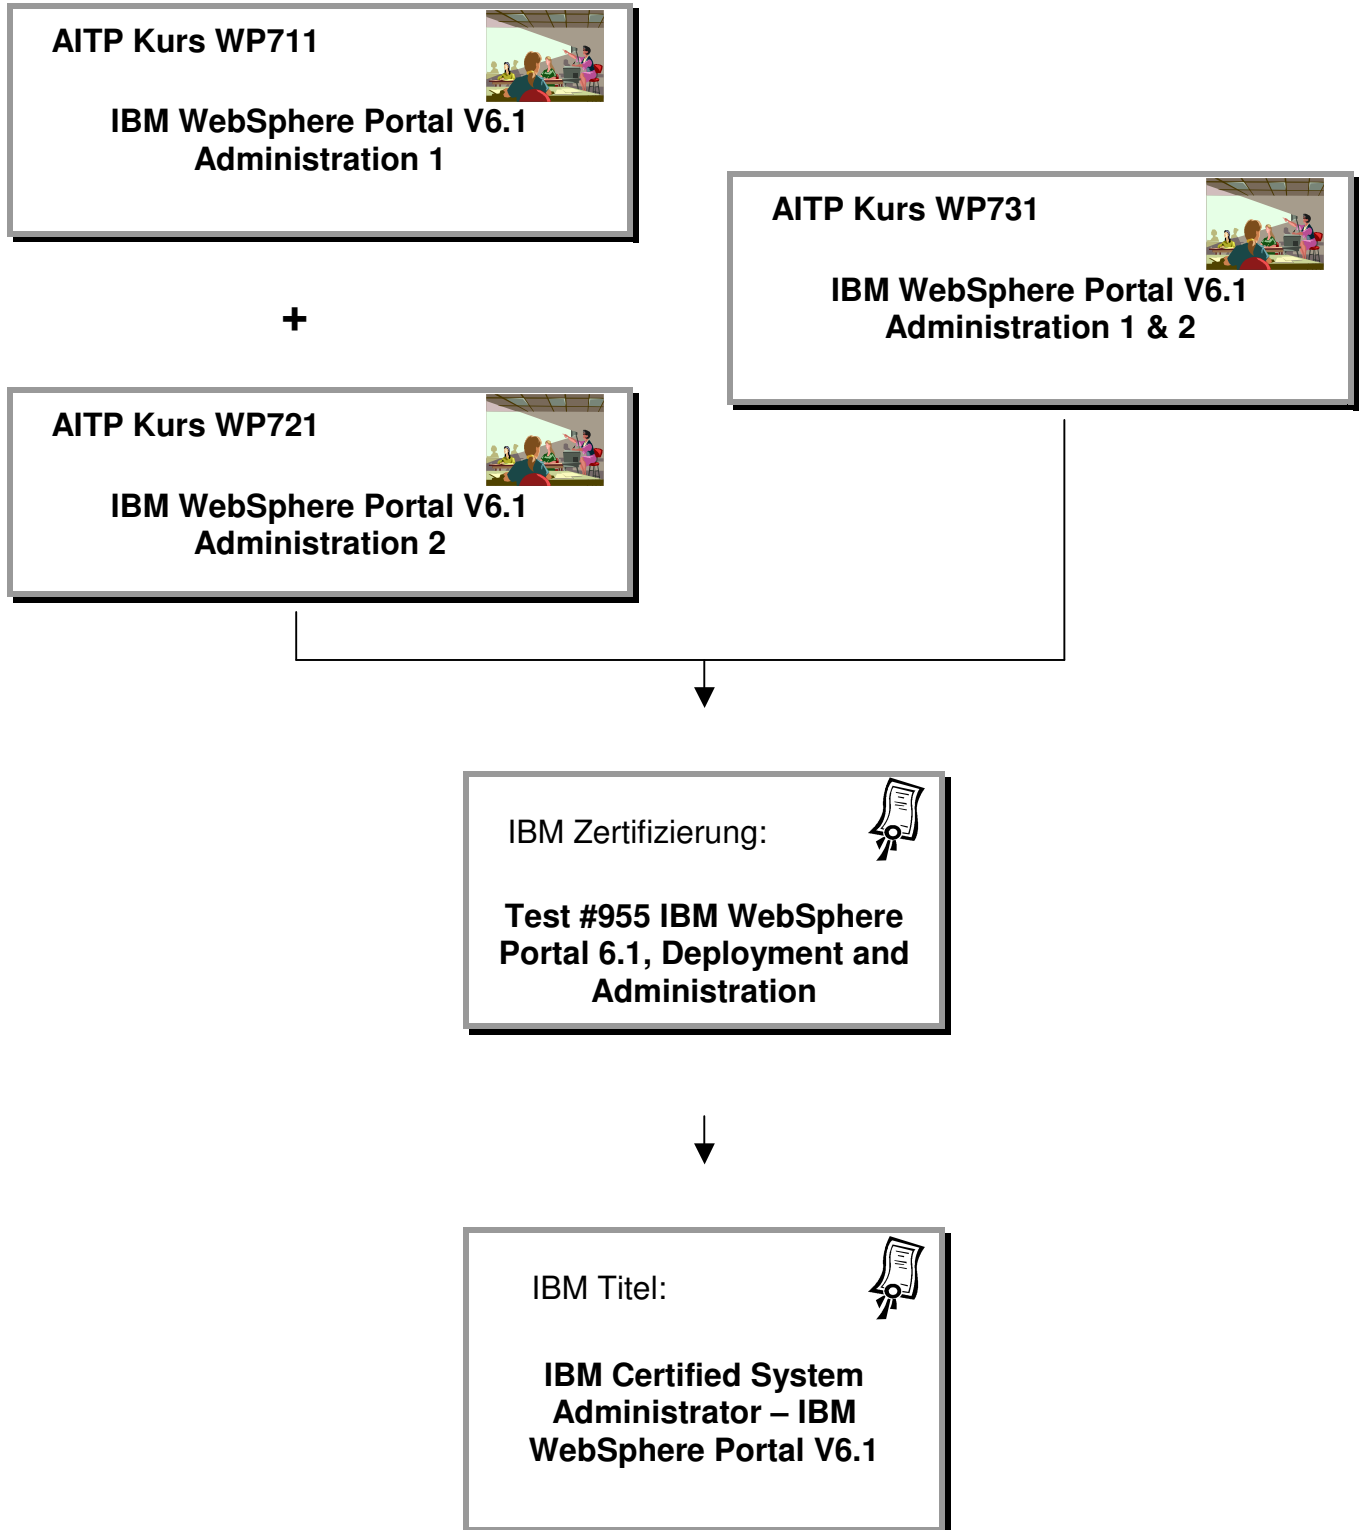 AITP Kurs WP711
IBM WebSphere Portal V6.1
Administration 1
+
AITP Kurs WP721
IBM WebSphere Portal V6.1
Administration 2
AITP Kurs WP731
IBM WebSphere Portal V6.1
Administration 1 & 2
IBM Zertifizierung:
Test #955 IBM WebSphere
Portal 6.1, Deployment and
Administration
IBM Titel:
IBM Certified System
Administrator – IBM
WebSphere Portal V6.1